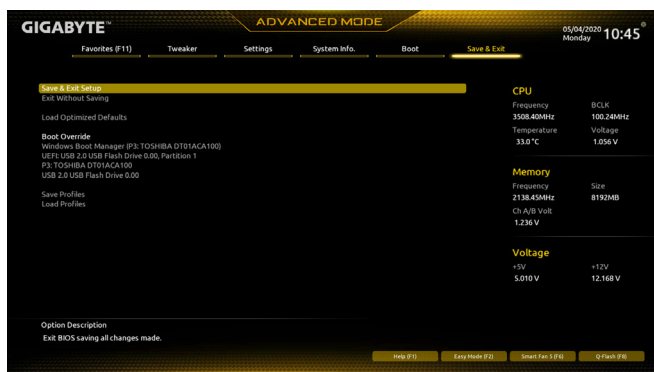 GIGABYTE™
ADVANCED MODE
05/04/2020 Monday 10:45
Favorites (F11) Tweaker Settings System Info. Boot Save & Exit
Save & Exit Setup
Exit Without Saving
Load Optimized Defaults
Boot Override
Windows Boot Manager (P3: TOSHIBA DT01ACA100)
UEFI: USB 2.0 USB Flash Drive 0.00, Partition 1
P3: TOSHIBA DT01ACA100
USB 2.0 USB Flash Drive 0.00
Save Profiles
Load Profiles
CPU
Frequency BCLK
3508.40MHz 100.24MHz
Temperature Voltage
33.0 °C 1.056 V
Memory
Frequency Size
2138.45MHz 8192MB
Ch A/B Volt
1.236 V
Voltage
+5V +12V
5.010 V 12.168 V
Option Description
Exit BIOS saving all changes made.
Help (F1) Easy Mode (F2) Smart Fan 5 (F6) Q-Flash (F8)